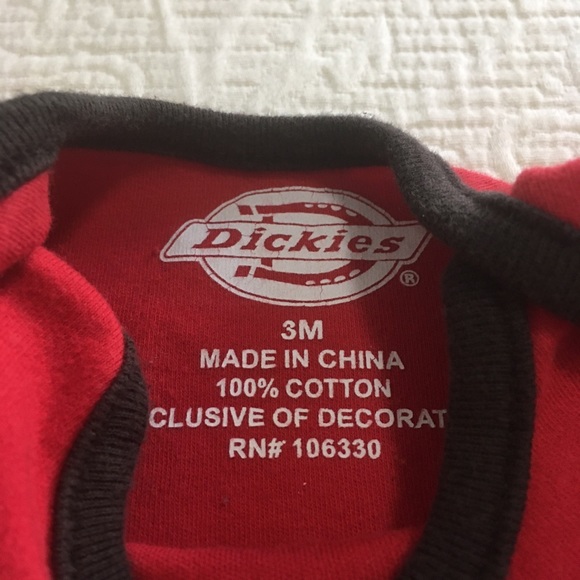 Dickies
®
3M
MADE IN CHINA
100% COTTON
CLUSIVE OF DECORAT
RN# 106330